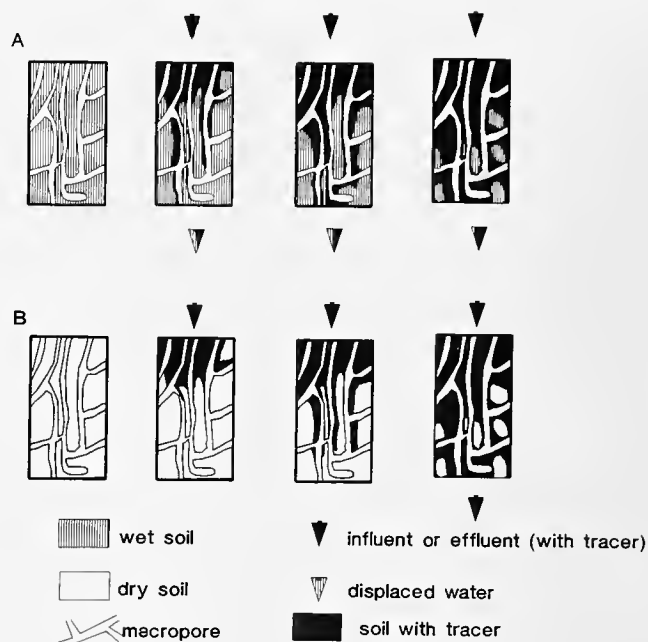 A
B
wet soil
influent or effluent (with tracer)
dry soil
displaced water
macropore
soil with tracer